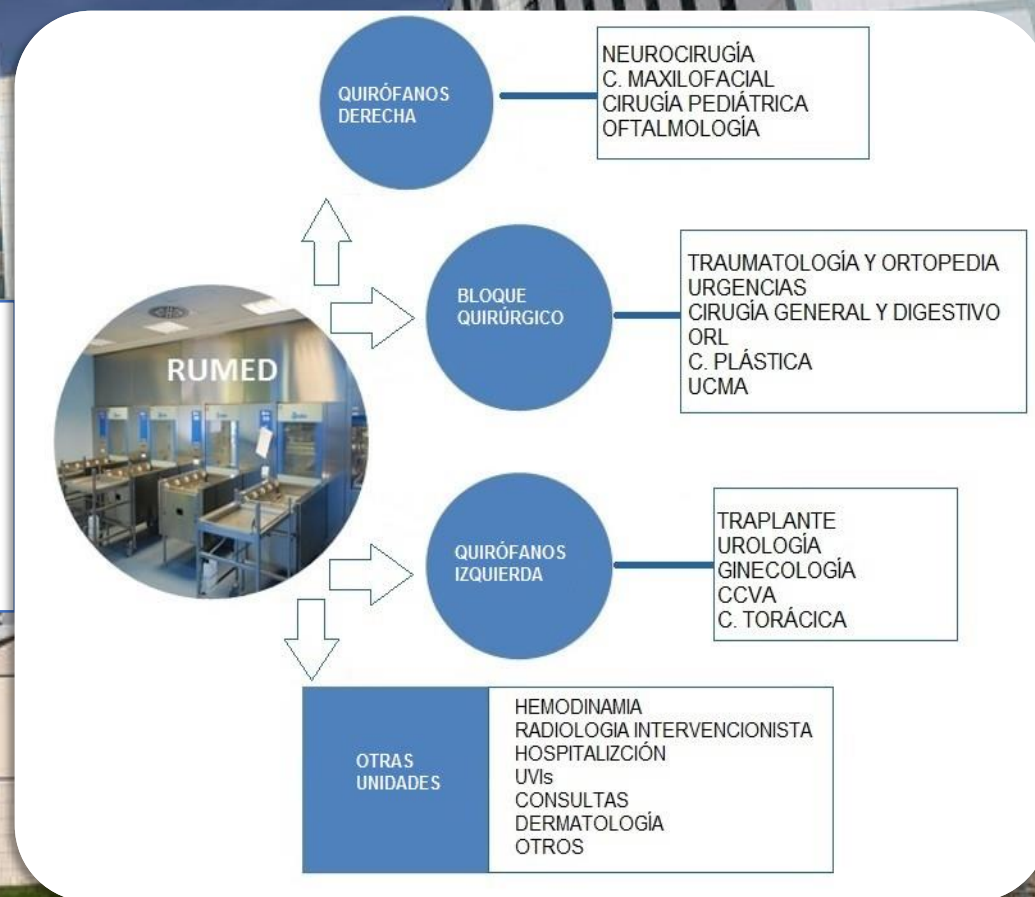 QUIRÓFANOS
DERECHA
NEUROCIRUGÍA
C. MAXILOFACIAL
CIRUGÍA PEDIÁTRICA
OFTALMOLOGÍA
BLOQUE
QUIRÚRGICO
TRAUMATOLOGÍA Y ORTOPEDIA
URGENCIAS
CIRUGÍA GENERAL Y DIGESTIVO
ORL
C. PLÁSTICA
UCMA
RUMED
QUIRÓFANOS
IZQUIERDA
TRAPLANTE
UROLOGÍA
GINECOLOGÍA
CCVA
C. TORÁCICA
OTRAS
UNIDADES
HEMODINAMIA
RADIOLOGIA INTERVENCIONISTA
HOSPITALIZCIÓN
UVIs
CONSULTAS
DERMATOLOGÍA
OTROS